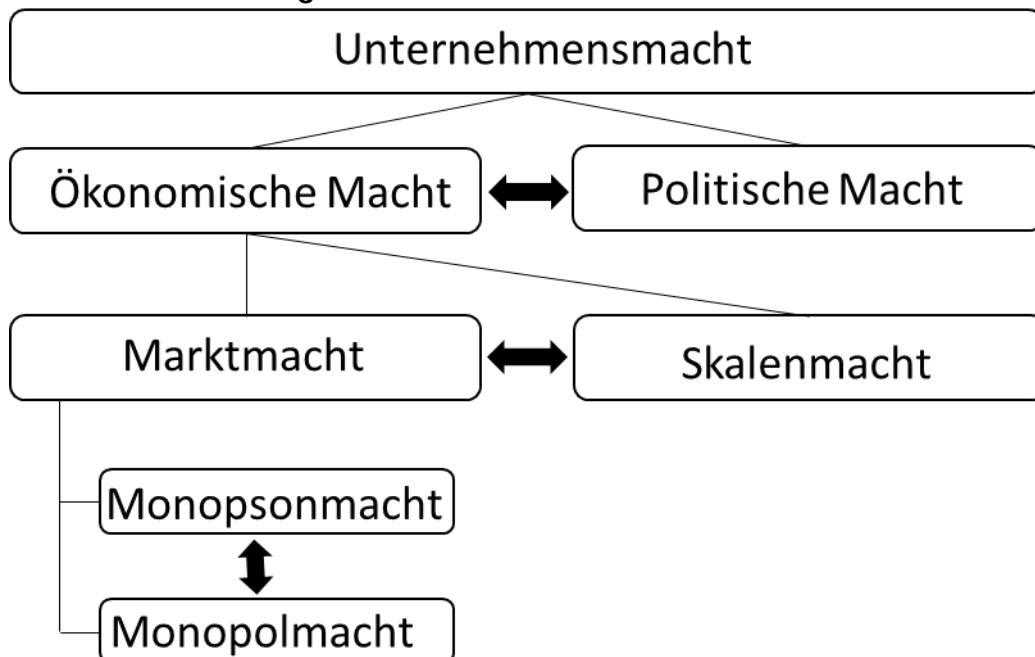 Unternehmensmacht
Ökonomische Macht
Politische Macht
Marktmacht
Skalenmacht
Monopsonmacht
Monopolmacht